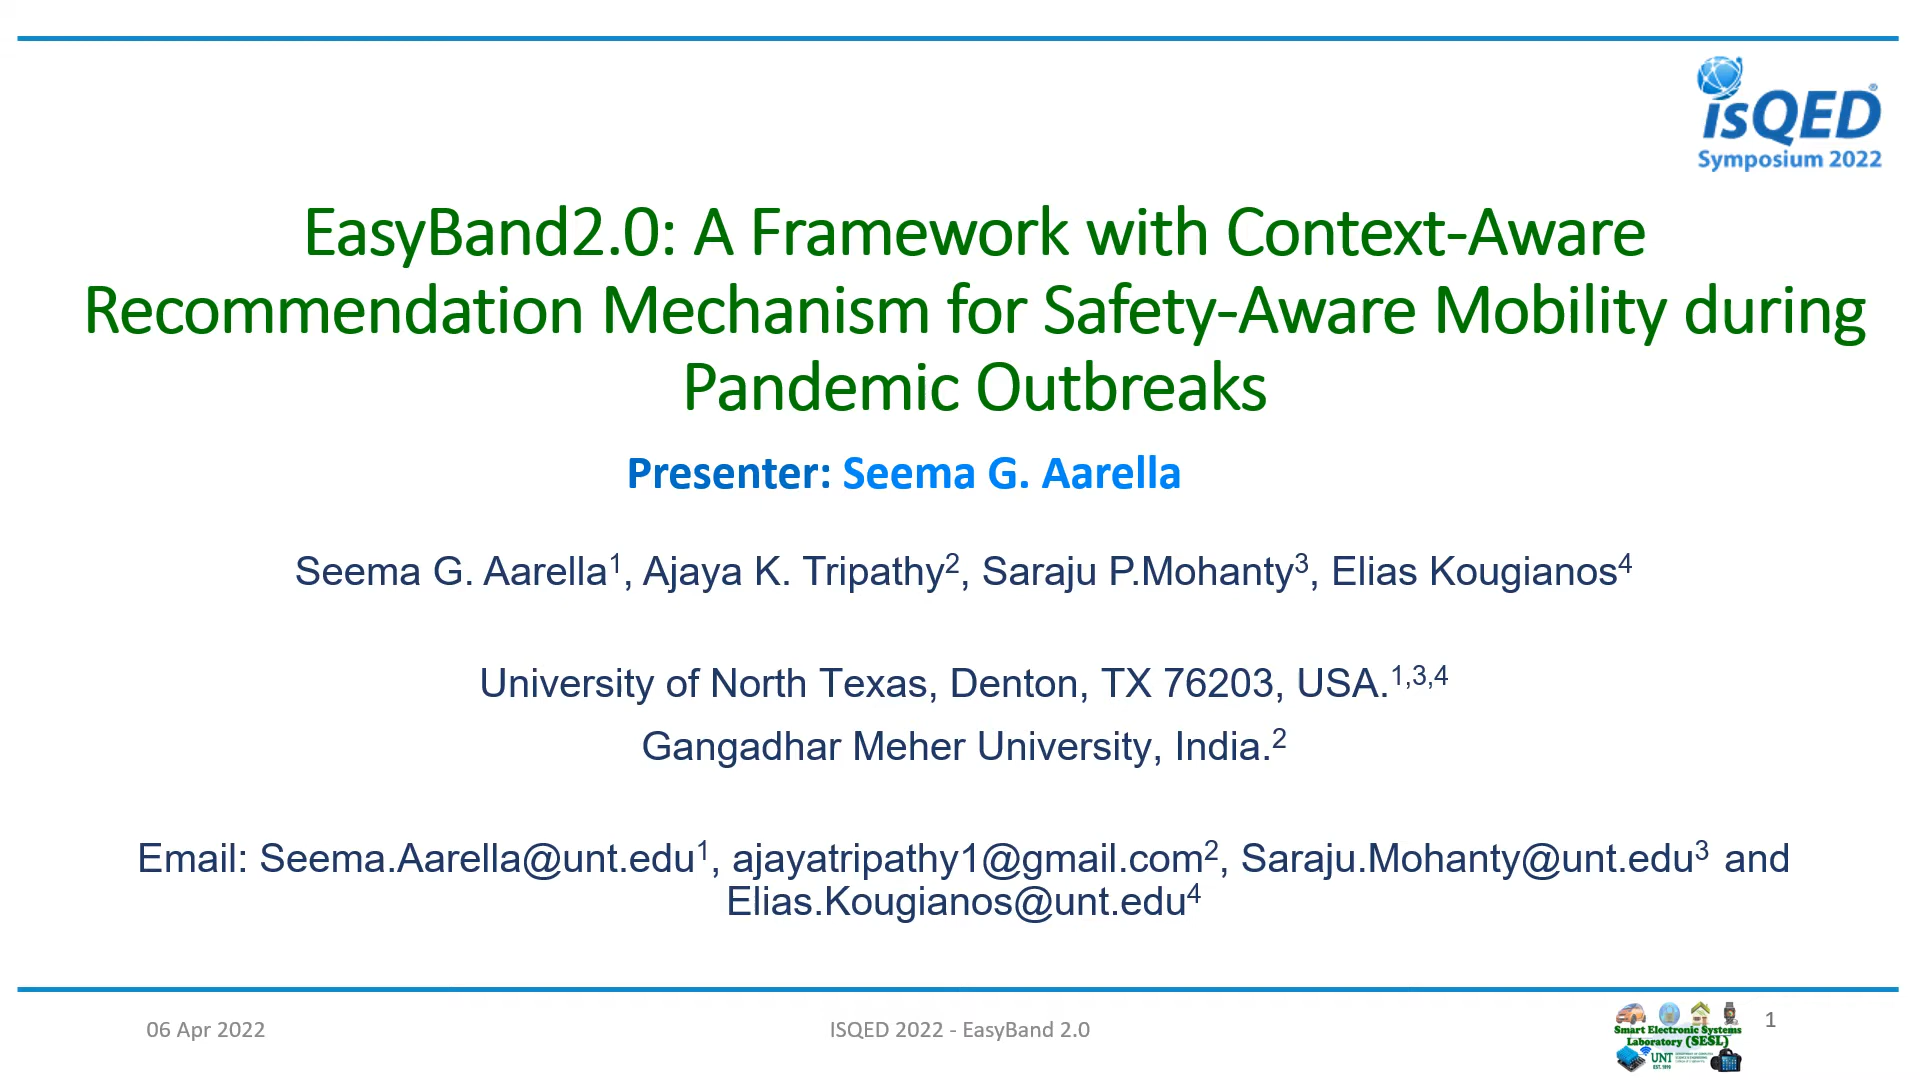 isQED®
Symposium 2022
EasyBand2.0: A Framework with Context-Aware
Recommendation Mechanism for Safety-Aware Mobility during
Pandemic Outbreaks
Presenter: Seema G. Aarella
Seema G. Aarella1, Ajaya K. Tripathy2, Saraju P.Mohanty3, Elias Kougianos4
University of North Texas, Denton, TX 76203, USA.1,3,4
Gangadhar Meher University, India.2
Email: Seema.Aarella@unt.edu1, ajayatripathy1@gmail.com2, Saraju.Mohanty@unt.edu3 and
Elias.Kougianos@unt.edu4
06 Apr 2022
ISQED 2022 - EasyBand 2.0
Smart Electronic Systems
Laboratory (SESL)
UNT
EST. 1890
1